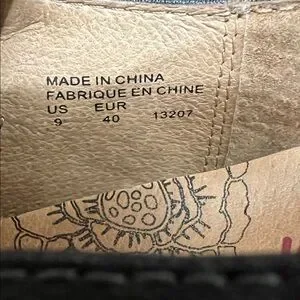 MADE IN CHINA
FABRIQUE EN CHINE
US EUR
9 40 13207